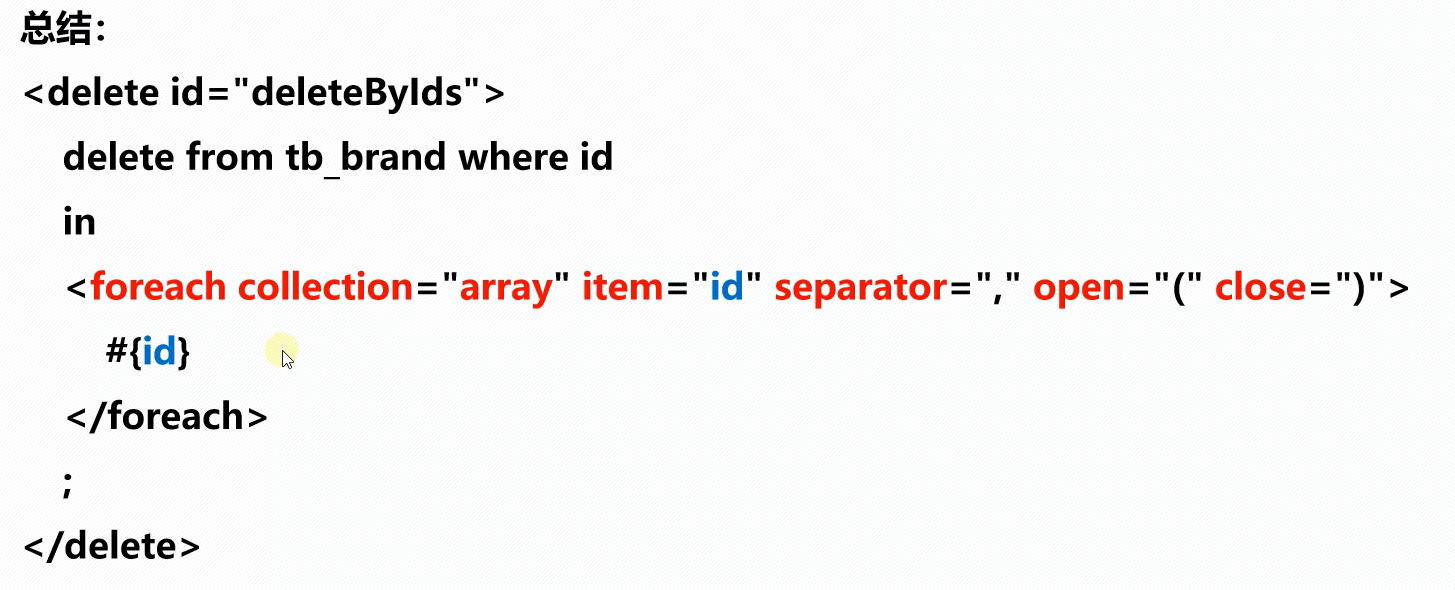 总结：
<delete id="deleteByIds">
delete from tb_brand where id
in
<foreach collection="array" item="id" separator="," open="(" close=")">
#{id}
</foreach>
;
</delete>